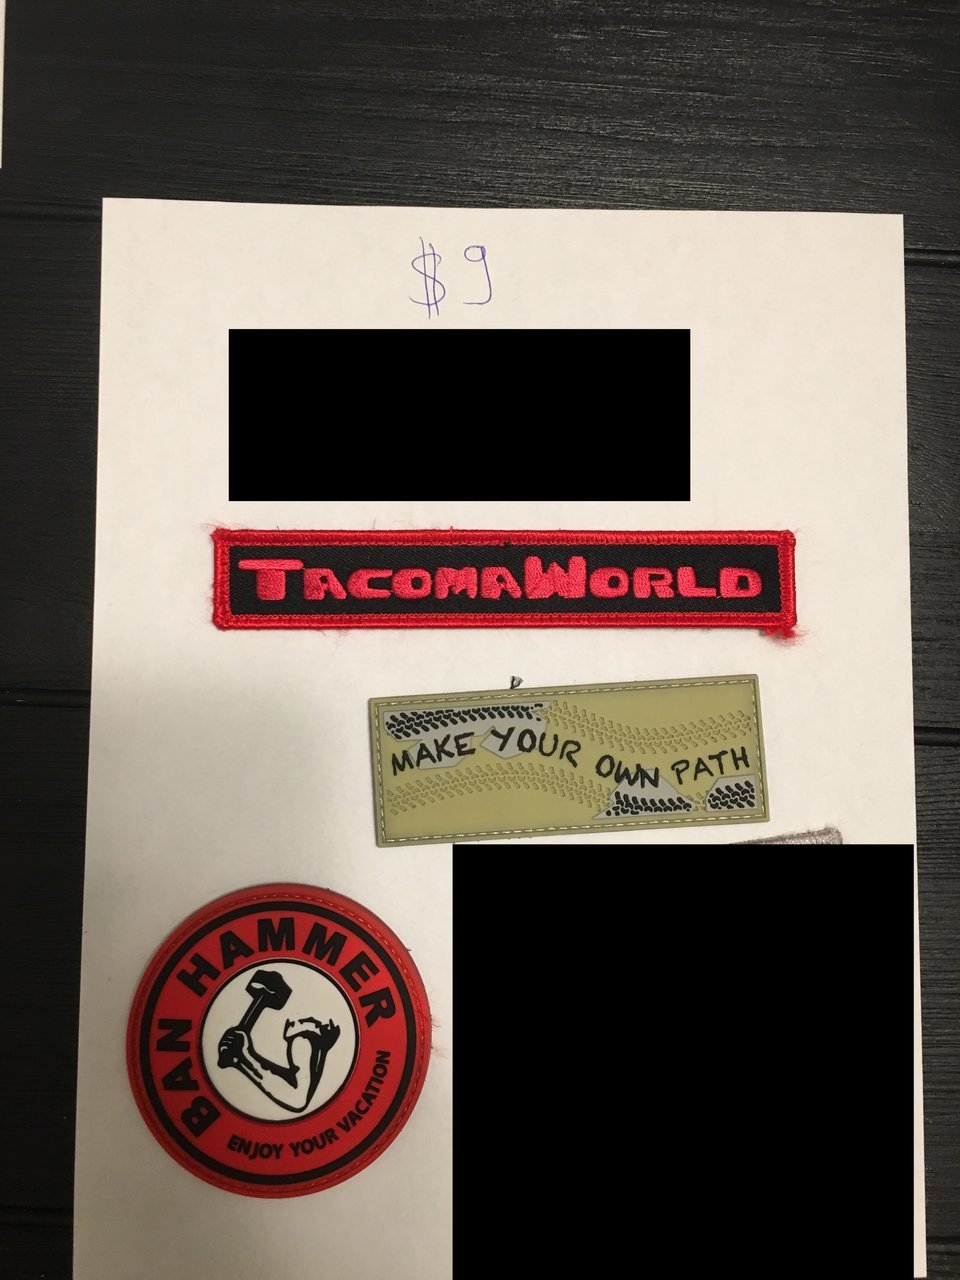 $9
TACOMAWORLD
MAKE YOUR OWN PATH
BAN HAMMER
ENJOY YOUR VACATION